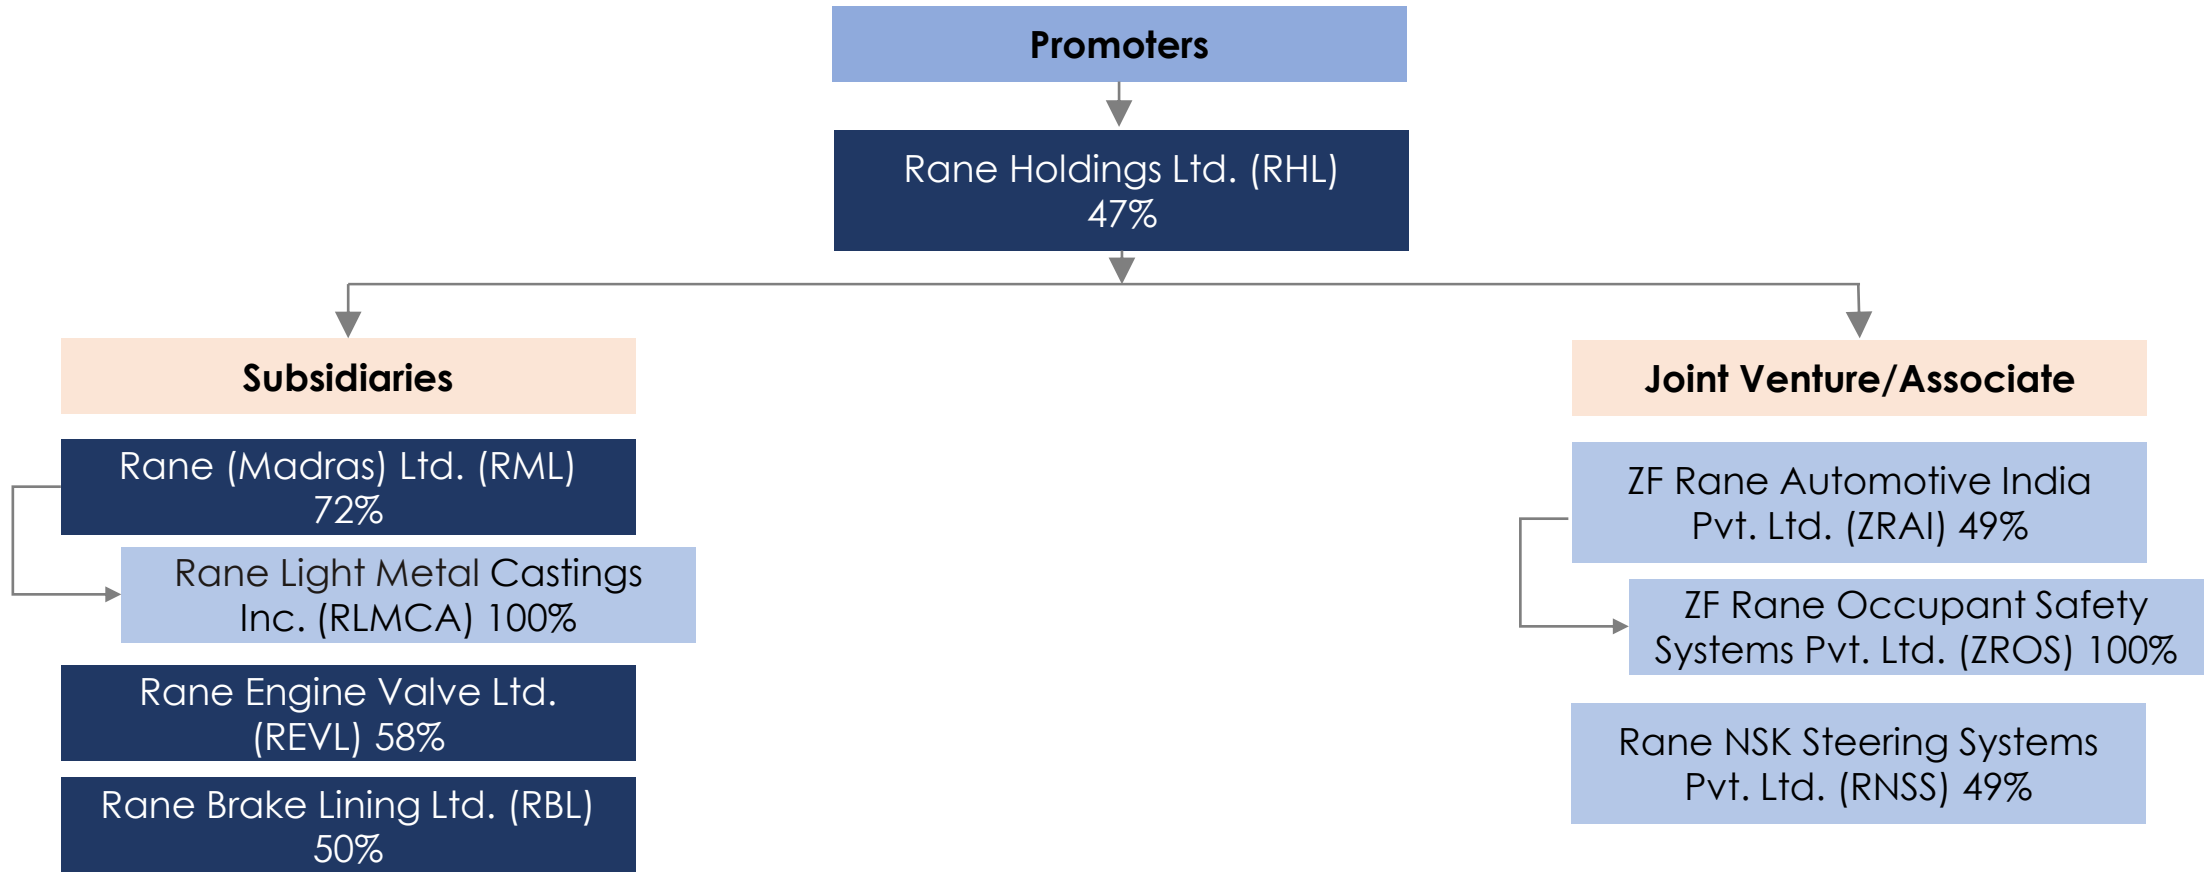 Promoters
Rane Holdings Ltd. (RHL)
47%
Subsidiaries
Rane (Madras) Ltd. (RML)
72%
Rane Light Metal Castings
Inc. (RLMCA) 100%
Rane Engine Valve Ltd.
(REVL) 58%
Rane Brake Lining Ltd. (RBL)
50%
Joint Venture/Associate
ZF Rane Automotive India
Pvt. Ltd. (ZRAI) 49%
ZF Rane Occupant Safety
Systems Pvt. Ltd. (ZROS) 100%
Rane NSK Steering Systems
Pvt. Ltd. (RNSS) 49%